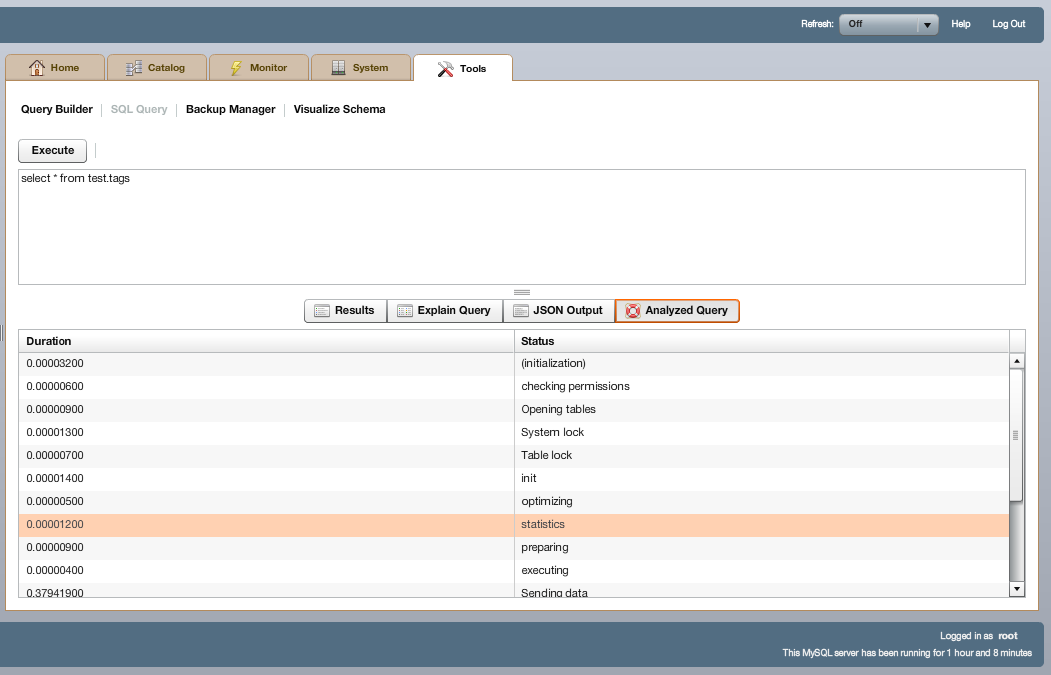 Refresh: Off Help Log Out
Home Catalog Monitor System Tools
Query Builder SQL Query Backup Manager Visualize Schema
Execute
select * from test.tags
Results Explain Query JSON Output Analyzed Query
Duration Status
0.00003200 (initialization)
0.00000600 checking permissions
0.00000900 Opening tables
0.00001300 System lock
0.00000700 Table lock
0.00001400 init
0.00000500 optimizing
0.00001200 statistics
0.00000900 preparing
0.00000400 executing
0.37941900 Sending data
Logged in as root
This MySQL server has been running for 1 hour and 8 minutes